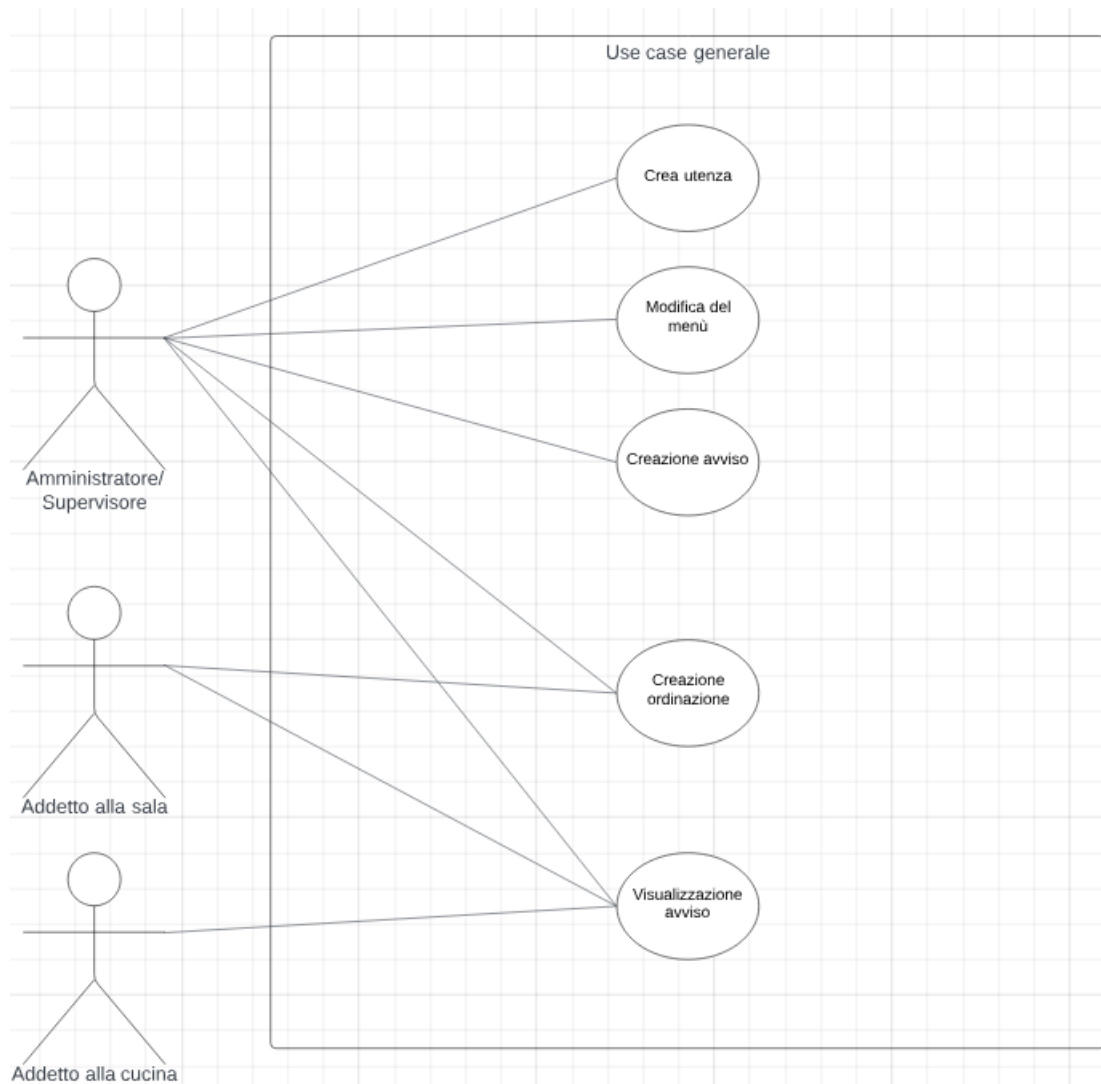 Use case generale
Crea utenza
Modifica del
menù
Creazione avviso
Amministratore/
Supervisore
Creazione
ordinazione
Addetto alla sala
Visualizzazione
avviso
Addetto alla cucina